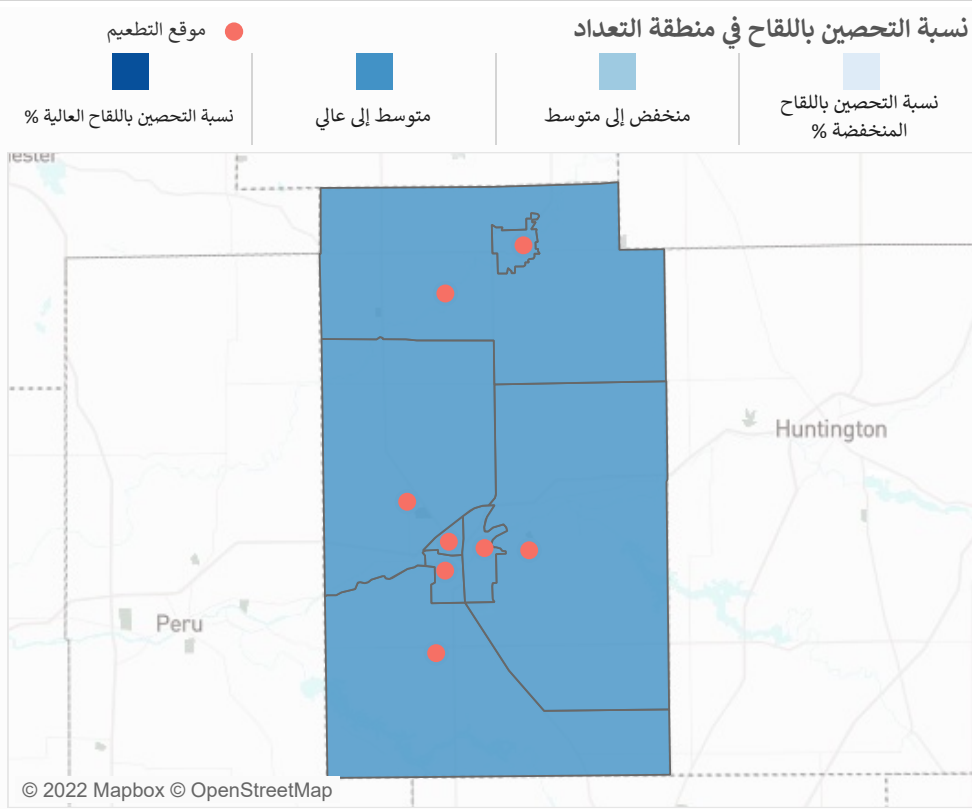 نسبة التحصين باللقاح في منطقة التعداد
موقع التطعيم
نسبة التحصين باللقاح
المنخفضة %
منخفض إلى متوسط
متوسط إلى عالي
نسبة التحصين باللقاح العالية %
ester
Huntington
Peru
© 2022 Mapbox © OpenStreetMap